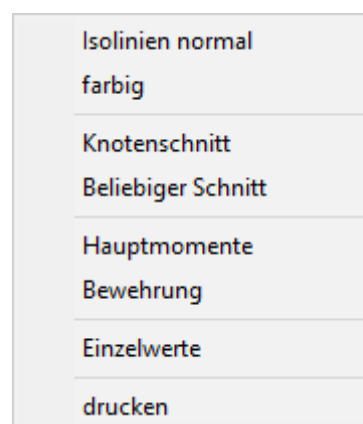 Isolinien normal
farbig
Knotenschnitt
Beliebiger Schnitt
Hauptmomente
Bewehrung
Einzelwerte
drucken